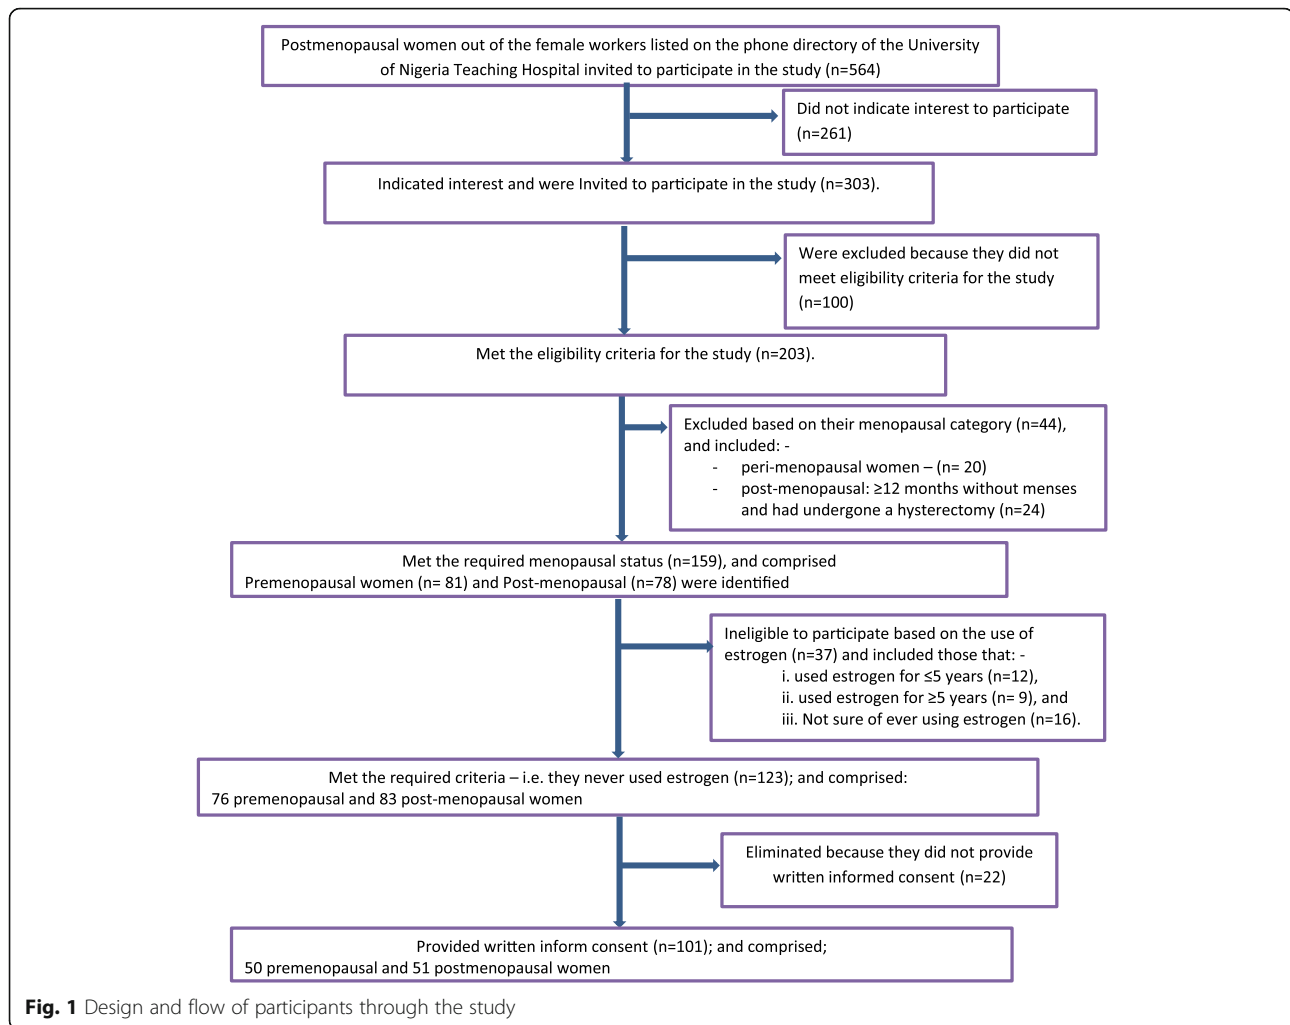 Postmenopausal women out of the female workers listed on the phone directory of the University
of Nigeria Teaching Hospital invited to participate in the study (n=564)
Did not indicate interest to participate
(n=261)
Indicated interest and were Invited to participate in the study (n=303).
Were excluded because they did not
meet eligibility criteria for the study
(n=100)
Met the eligibility criteria for the study (n=203).
Excluded based on their menopausal category (n=44),
and included: -
- peri-menopausal women – (n= 20)
- post-menopausal: ≥12 months without menses
and had undergone a hysterectomy (n=24)
Met the required menopausal status (n=159), and comprised
Premenopausal women (n= 81) and Post-menopausal (n=78) were identified
Ineligible to participate based on the use of
estrogen (n=37) and included those that: -
i. used estrogen for ≤5 years (n=12),
ii. used estrogen for ≥5 years (n= 9), and
iii. Not sure of ever using estrogen (n=16).
Met the required criteria – i.e. they never used estrogen (n=123); and comprised:
76 premenopausal and 83 post-menopausal women
Eliminated because they did not provide
written informed consent (n=22)
Provided written inform consent (n=101); and comprised;
50 premenopausal and 51 postmenopausal women
Fig. 1 Design and flow of participants through the study